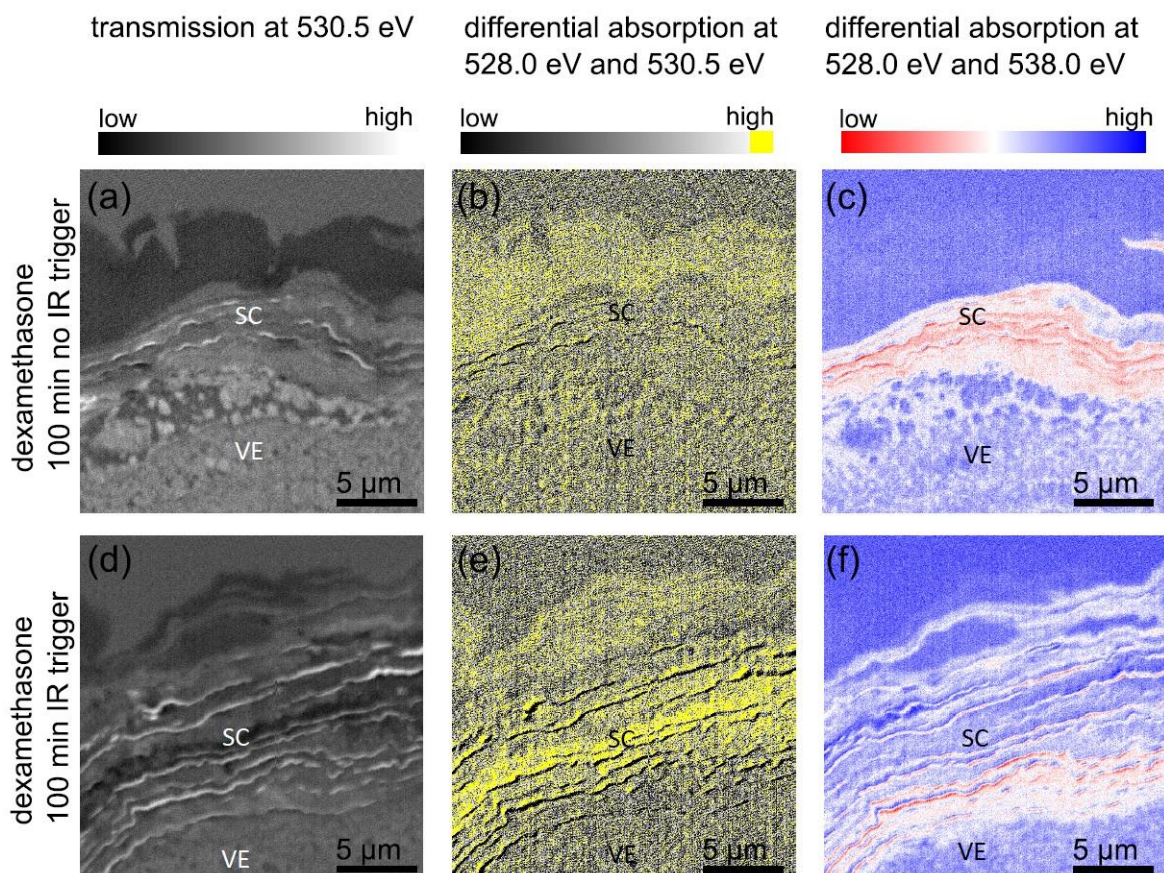 transmission at 530.5 eV
differential absorption at
528.0 eV and 530.5 eV
differential absorption at
528.0 eV and 538.0 eV
low high
low high
low high
dexamethasone
100 min no IR trigger
(a)
SC
VE
5 µm
(b)
SC
VE
5 µm
(c)
SC
VE
5 µm
dexamethasone
100 min IR trigger
(d)
SC
VE
5 µm
(e)
SC
VE
5 µm
(f)
SC
VE
5 µm